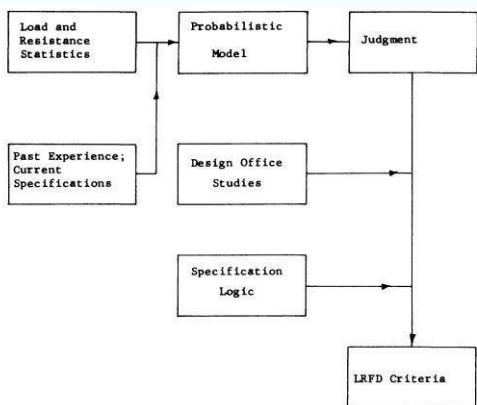 Load and
Resistance
Statistics
Probabilistic
Model
Judgment
Past Experience;
Current
Specifications
Design Office
Studies
Specification
Logic
LRFD Criteria